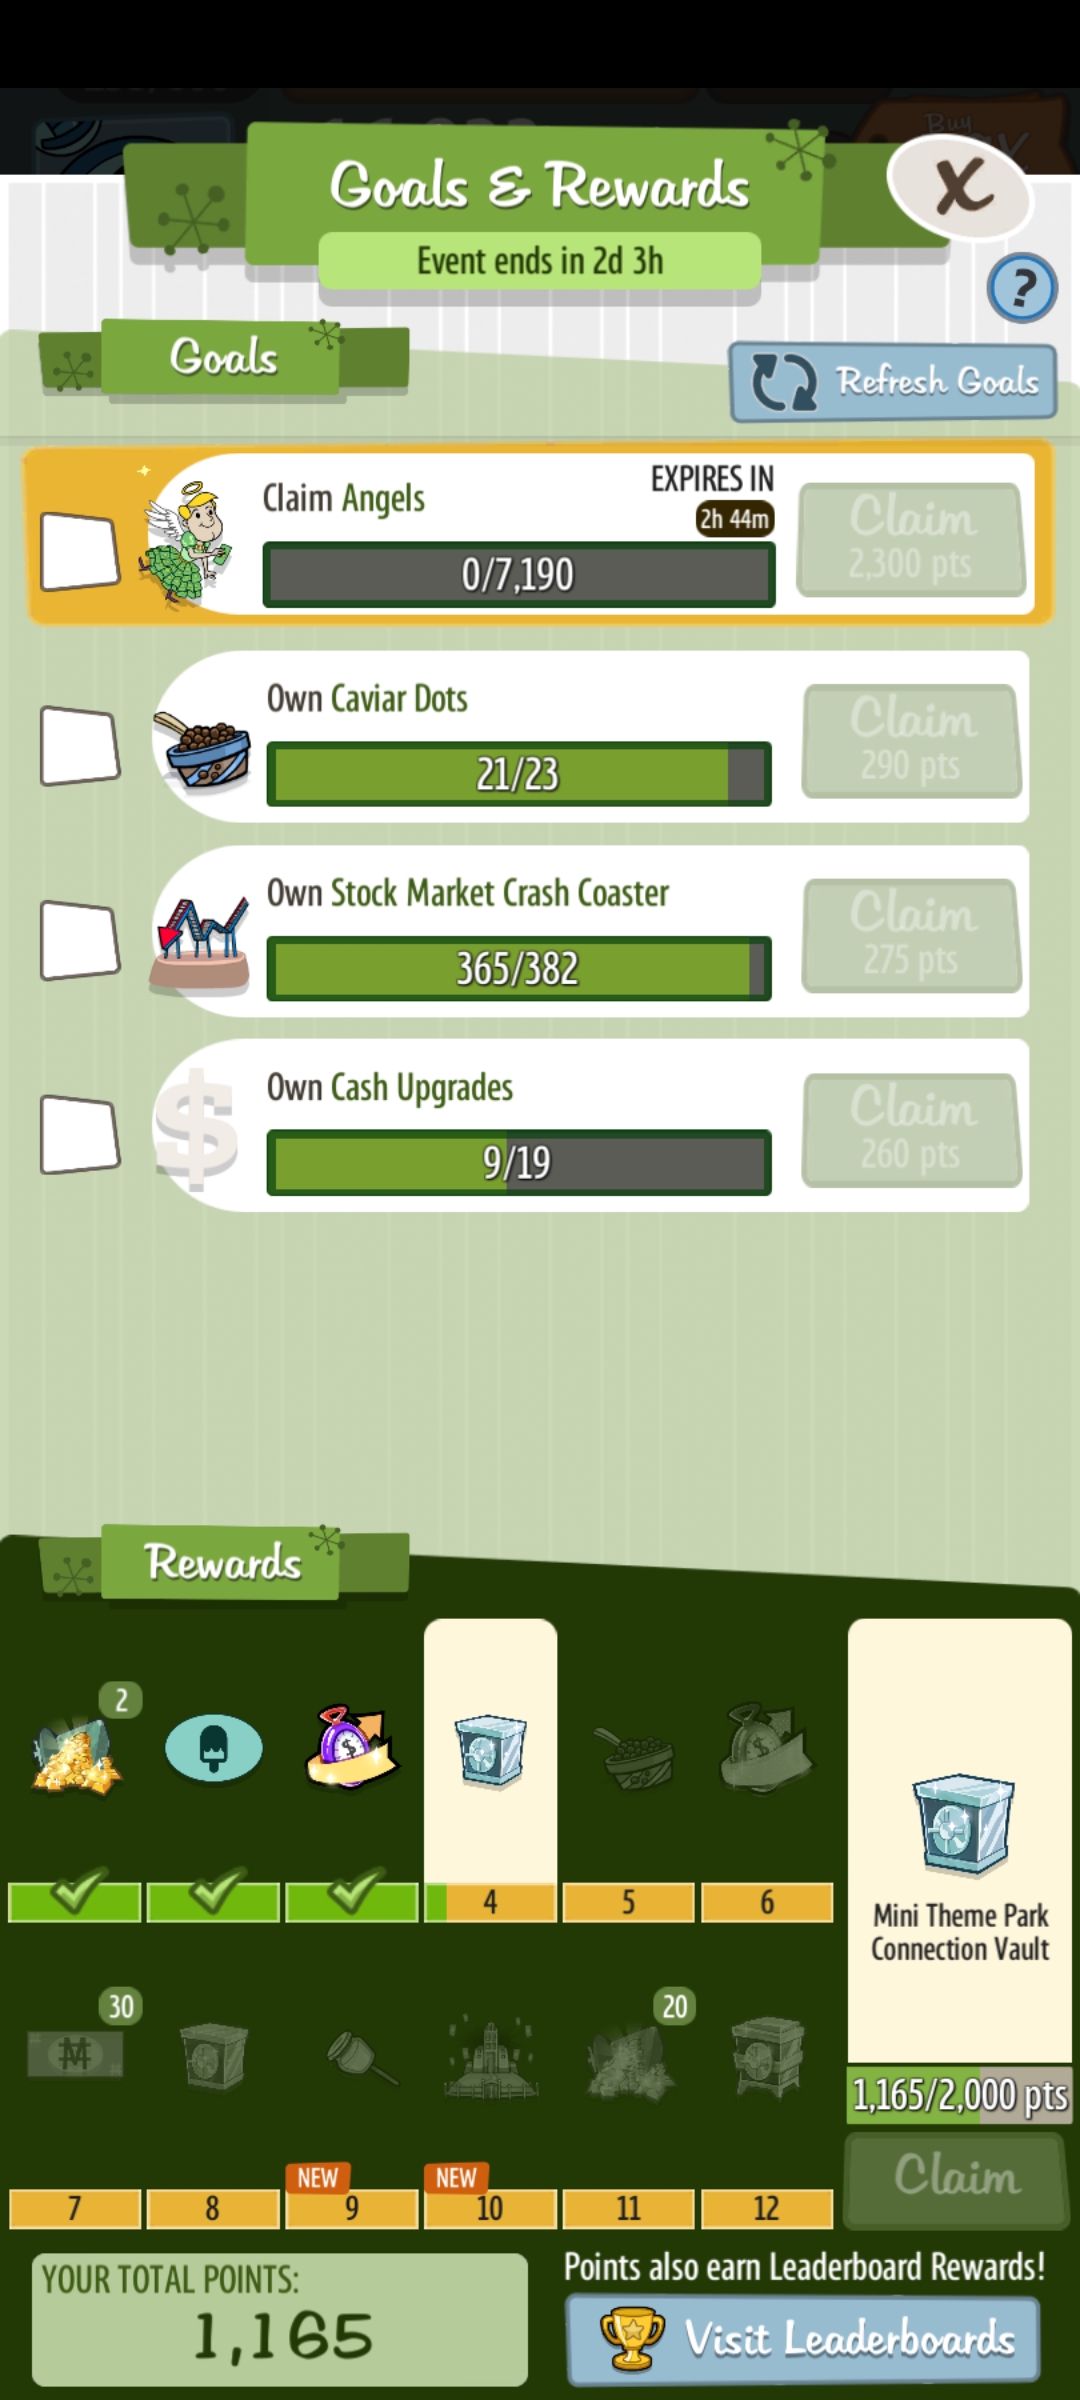 Buy
Goals & Rewards
X
Event ends in 2d 3h
?
Goals
Refresh Goals
Claim Angels
EXPIRES IN
2h 44m
0/7,190
Claim
2,300 pts
Own Caviar Dots
21/23
Claim
290 pts
Own Stock Market Crash Coaster
365/382
Claim
275 pts
$
Own Cash Upgrades
9/19
Claim
260 pts
Rewards
2
4
5
6
Mini Theme Park
Connection Vault
30
20
1,165/2,000 pts
Claim
NEW
NEW
7
8
9
10
11
12
YOUR TOTAL POINTS:
1,165
Points also earn Leaderboard Rewards!
Visit Leaderboards